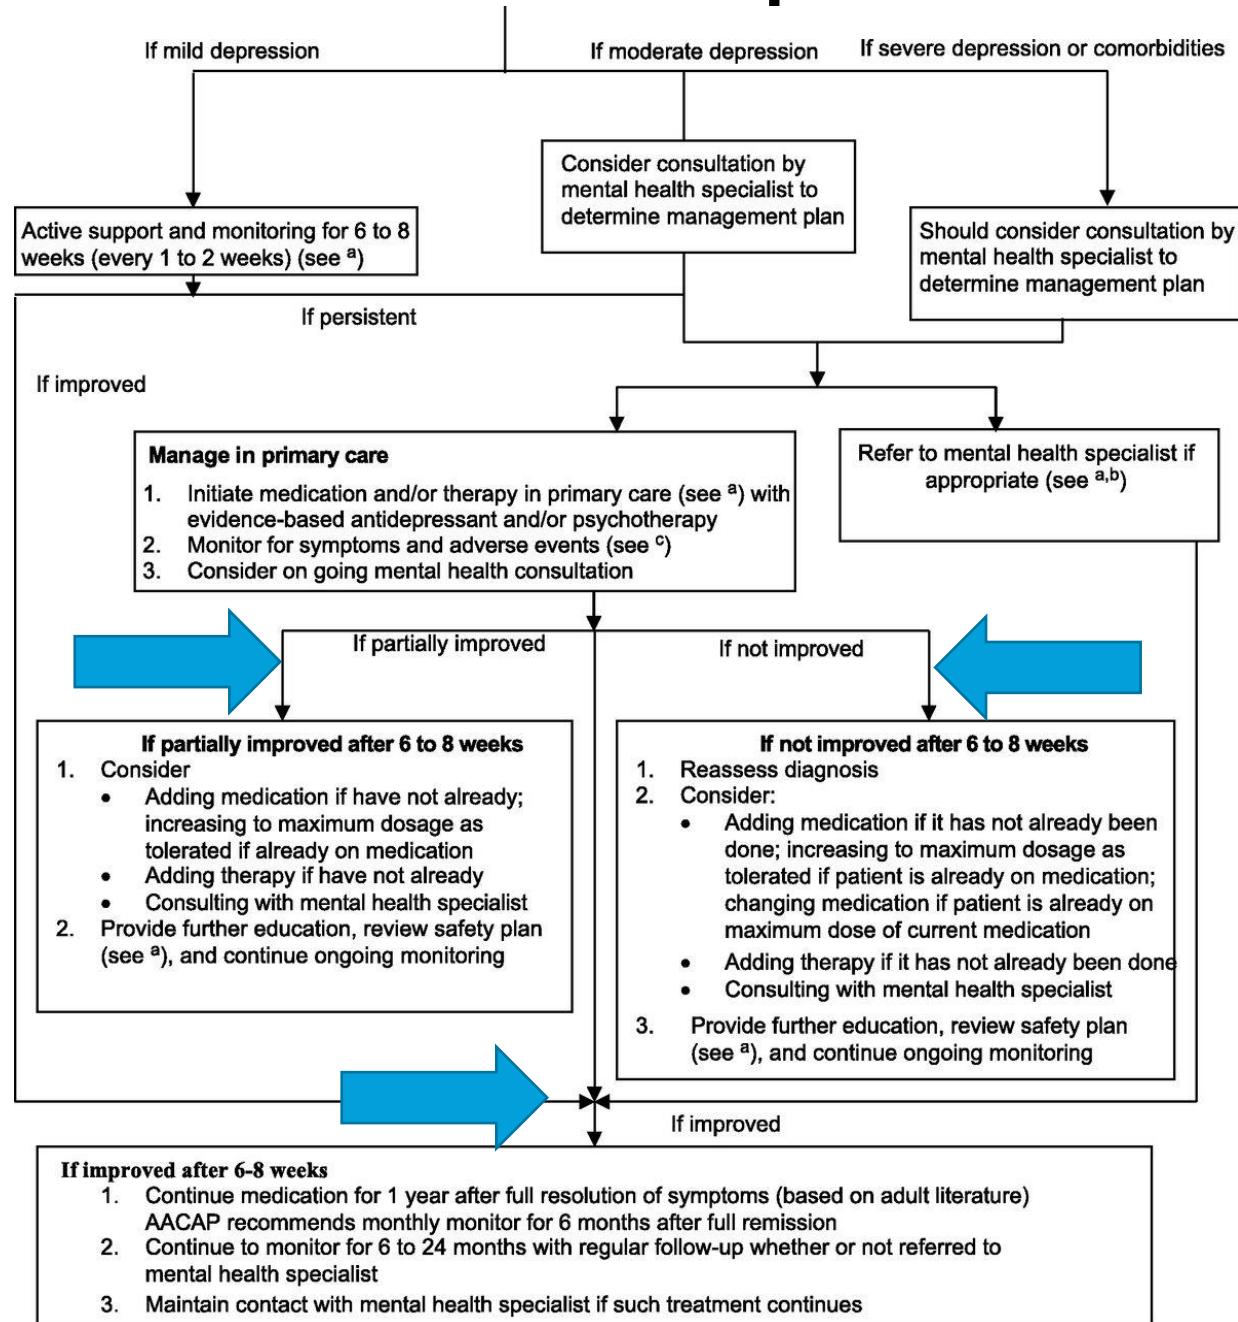 If mild depression
If moderate depression
If severe depression or comorbidities
Consider consultation by
mental health specialist to
determine management plan
Active support and monitoring for 6 to 8
weeks (every 1 to 2 weeks) (see a)
Should consider consultation by
mental health specialist to
determine management plan
If persistent
If improved
Manage in primary care
1. Initiate medication and/or therapy in primary care (see a) with
evidence-based antidepressant and/or psychotherapy
2. Monitor for symptoms and adverse events (see c)
3. Consider on going mental health consultation
Refer to mental health specialist if
appropriate (see a,b)
If partially improved
If not improved
If partially improved after 6 to 8 weeks
1. Consider
• Adding medication if have not already;
increasing to maximum dosage as
tolerated if already on medication
• Adding therapy if have not already
• Consulting with mental health specialist
2. Provide further education, review safety plan
(see a), and continue ongoing monitoring
If not improved after 6 to 8 weeks
1. Reassess diagnosis
2. Consider:
• Adding medication if it has not already been
done; increasing to maximum dosage as
tolerated if patient is already on medication;
changing medication if patient is already on
maximum dose of current medication
• Adding therapy if it has not already been done
• Consulting with mental health specialist
3. Provide further education, review safety plan
(see a), and continue ongoing monitoring
If improved
If improved after 6-8 weeks
1. Continue medication for 1 year after full resolution of symptoms (based on adult literature)
AACAP recommends monthly monitor for 6 months after full remission
2. Continue to monitor for 6 to 24 months with regular follow-up whether or not referred to
mental health specialist
3. Maintain contact with mental health specialist if such treatment continues